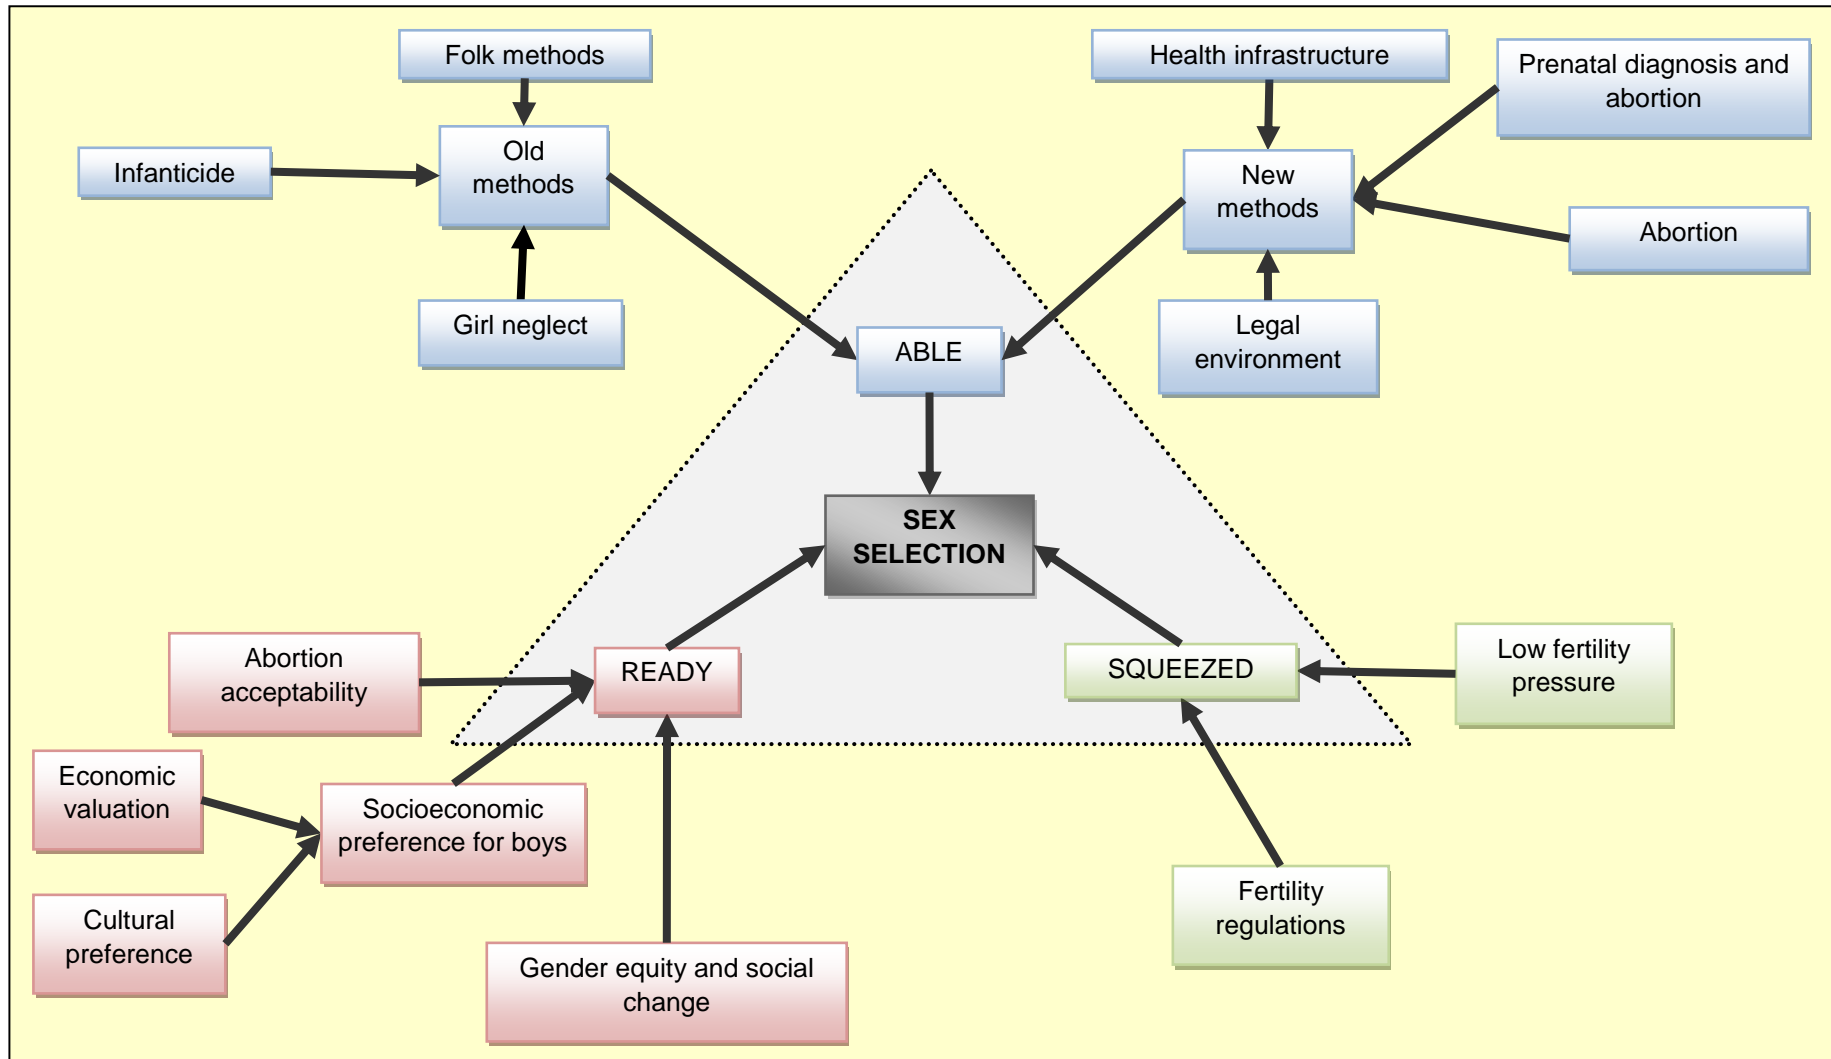 Folk methods
Health infrastructure
Prenatal diagnosis and
abortion
Infanticide
Old
methods
New
methods
Abortion
Girl neglect
ABLE
Legal
environment
SEX
SELECTION
Abortion
acceptability
READY
SQUEEZED
Low fertility
pressure
Economic
valuation
Socioeconomic
preference for boys
Cultural
preference
Fertility
regulations
Gender equity and social
change